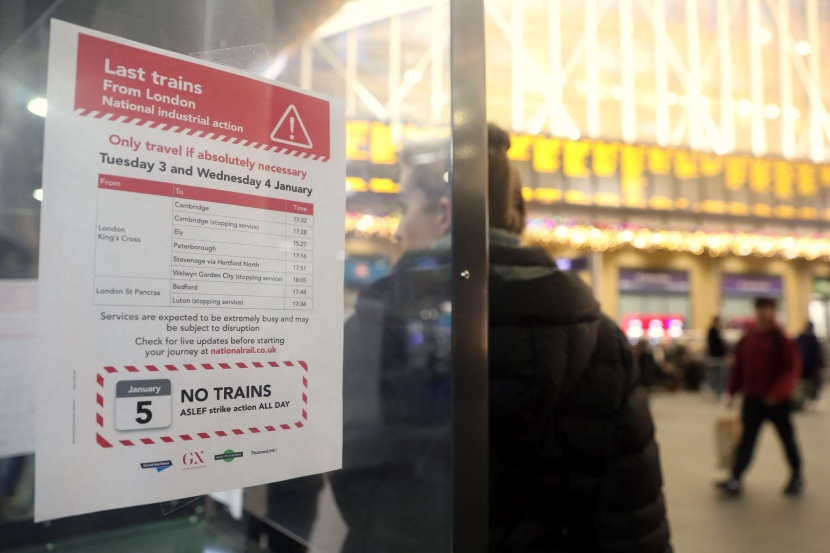 Last trains
From London
National industrial action
Only travel if absolutely necessary
Tuesday 3 and Wednesday 4 January
From To Time
London King's Cross Cambridge 17:32
Cambridge (stopping service) 17:28
Ely 15:27
Peterborough 17:16
Stevenage via Hertford North 17:51
Welwyn Garden City (stopping service) 18:05
London St Pancras Bedford 17:48
Luton (stopping service) 17:34
Services are expected to be extremely busy and may
be subject to disruption
Check for live updates before starting
your journey at nationalrail.co.uk
January
5
NO TRAINS
ASLEF strike action ALL DAY
GX